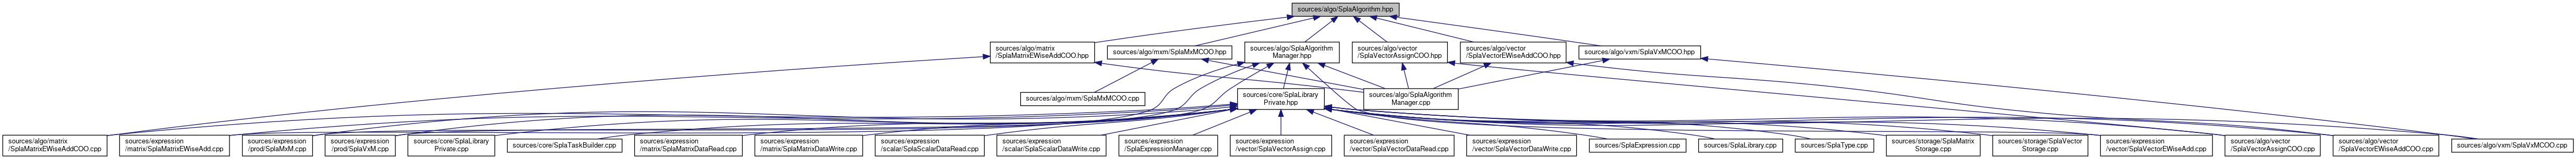 sources/algo/SplaAlgorithm.hpp
sources/algo/matrix
/SplaMatrixEWiseAddCOO.hpp
sources/algo/mxm/SplaMxMCOO.hpp
sources/algo/SplaAlgorithm
Manager.hpp
sources/algo/vector
/SplaVectorAssignCOO.hpp
sources/algo/vector
/SplaVectorEWiseAddCOO.hpp
sources/algo/vxm/SplaVxMCOO.hpp
sources/algo/mxm/SplaMxMCOO.cpp
sources/core/SplaLibrary
Private.hpp
sources/algo/SplaAlgorithm
Manager.cpp
sources/algo/matrix
/SplaMatrixEWiseAddCOO.cpp
sources/expression
/matrix/SplaMatrixEWiseAdd.cpp
sources/expression
/prod/SplaMxM.cpp
sources/expression
/prod/SplaVxM.cpp
sources/core/SplaLibrary
Private.cpp
sources/core/SplaTaskBuilder.cpp
sources/expression
/matrix/SplaMatrixDataRead.cpp
sources/expression
/matrix/SplaMatrixDataWrite.cpp
sources/expression
/scalar/SplaScalarDataRead.cpp
sources/expression
/scalar/SplaScalarDataWrite.cpp
sources/expression
/SplaExpressionManager.cpp
sources/expression
/vector/SplaVectorAssign.cpp
sources/expression
/vector/SplaVectorDataRead.cpp
sources/expression
/vector/SplaVectorDataWrite.cpp
sources/SplaExpression.cpp
sources/SplaLibrary.cpp
sources/SplaType.cpp
sources/storage/SplaMatrix
Storage.cpp
sources/storage/SplaVector
Storage.cpp
sources/expression
/vector/SplaVectorEWiseAdd.cpp
sources/algo/vector
/SplaVectorAssignCOO.cpp
sources/algo/vector
/SplaVectorEWiseAddCOO.cpp
sources/algo/vxm/SplaVxMCOO.cpp